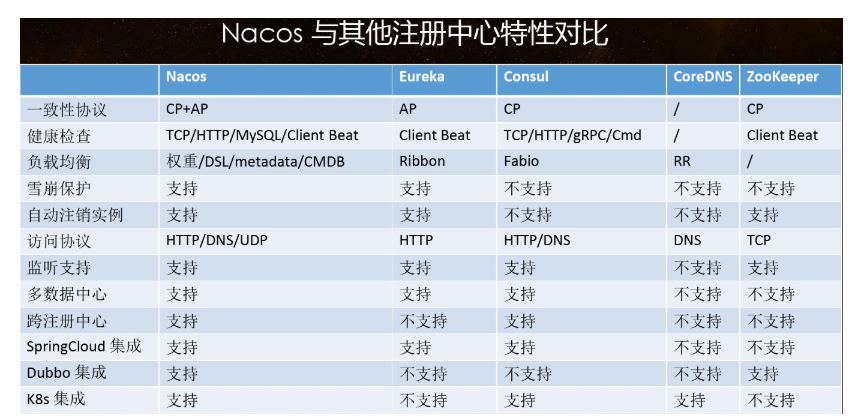 Nacos 与其他注册中心特性对比
Nacos Eureka Consul CoreDNS ZooKeeper
一致性协议 CP+AP AP CP / CP
健康检查 TCP/HTTP/MySQL/Client Beat Client Beat TCP/HTTP/gRPC/Cmd / Client Beat
负载均衡 权重/DSL/metadata/CMDB Ribbon Fabio RR /
雪崩保护 支持 支持 不支持 不支持 不支持
自动注销实例 支持 支持 不支持 不支持 支持
访问协议 HTTP/DNS/UDP HTTP HTTP/DNS DNS TCP
监听支持 支持 支持 支持 不支持 支持
多数据中心 支持 支持 支持 不支持 不支持
跨注册中心 支持 不支持 支持 不支持 不支持
SpringCloud 集成 支持 支持 支持 不支持 不支持
Dubbo 集成 支持 不支持 不支持 不支持 支持
K8s 集成 支持 不支持 支持 支持 不支持